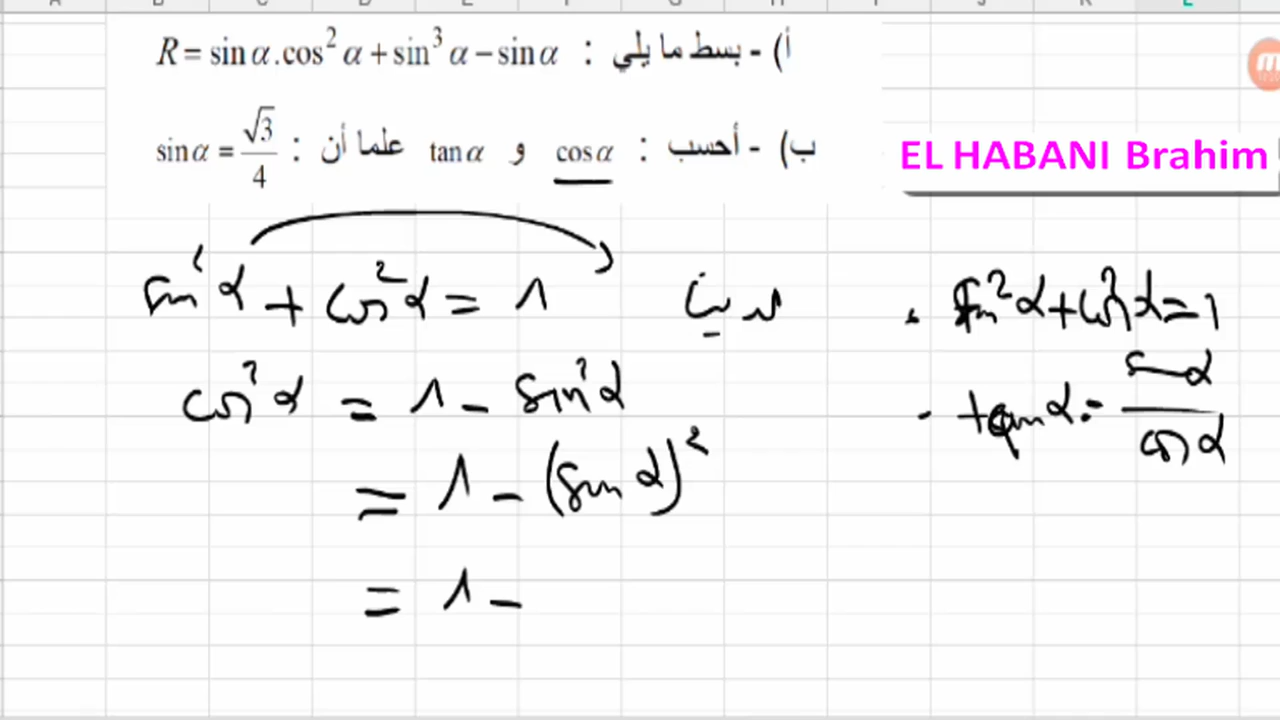 أ) - بسط ما يلي : R = sin α . cos² α + sin³ α − sin α
ب) - أحسب : cos α و tan α علما أن : sin α = √3/4
EL HABANI Brahim
sin² α + cos² α = 1 لدينا
cos² α = 1 − sin² α
= 1 − (sin α)²
= 1 −
• sin² α + cos² α = 1
• tan α = sin α / cos α